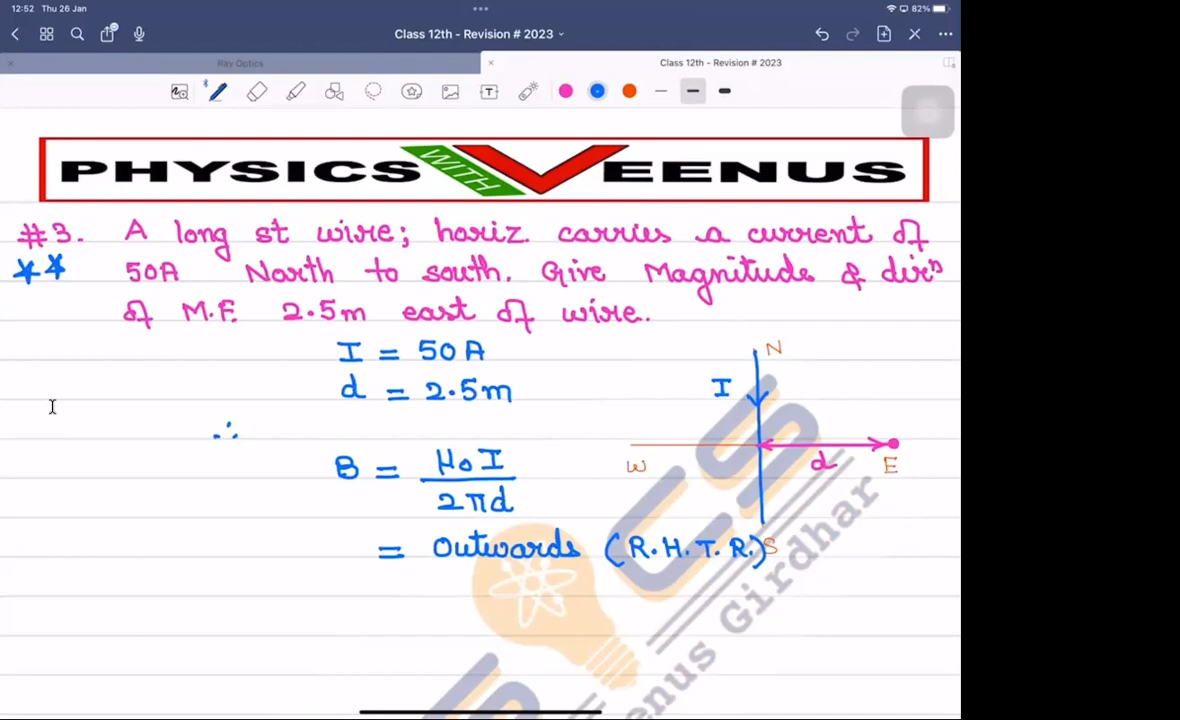 12:52 Thu 26 Jan
82%
Class 12th - Revision # 2023
Ray Optics
Class 12th - Revision # 2023
PHYSICS WITH VEENUS
#3. A long st wire; horiz. carries a current of
50A North to south. Give Magnitude & dirⁿ
of M.F. 2.5m east of wire.
I = 50A
d = 2.5m
∴
B = μ₀I / 2πd
= Outwards (R.H.T.R.)
N
I
W
d
E
S
CS
Veenus Girdhar